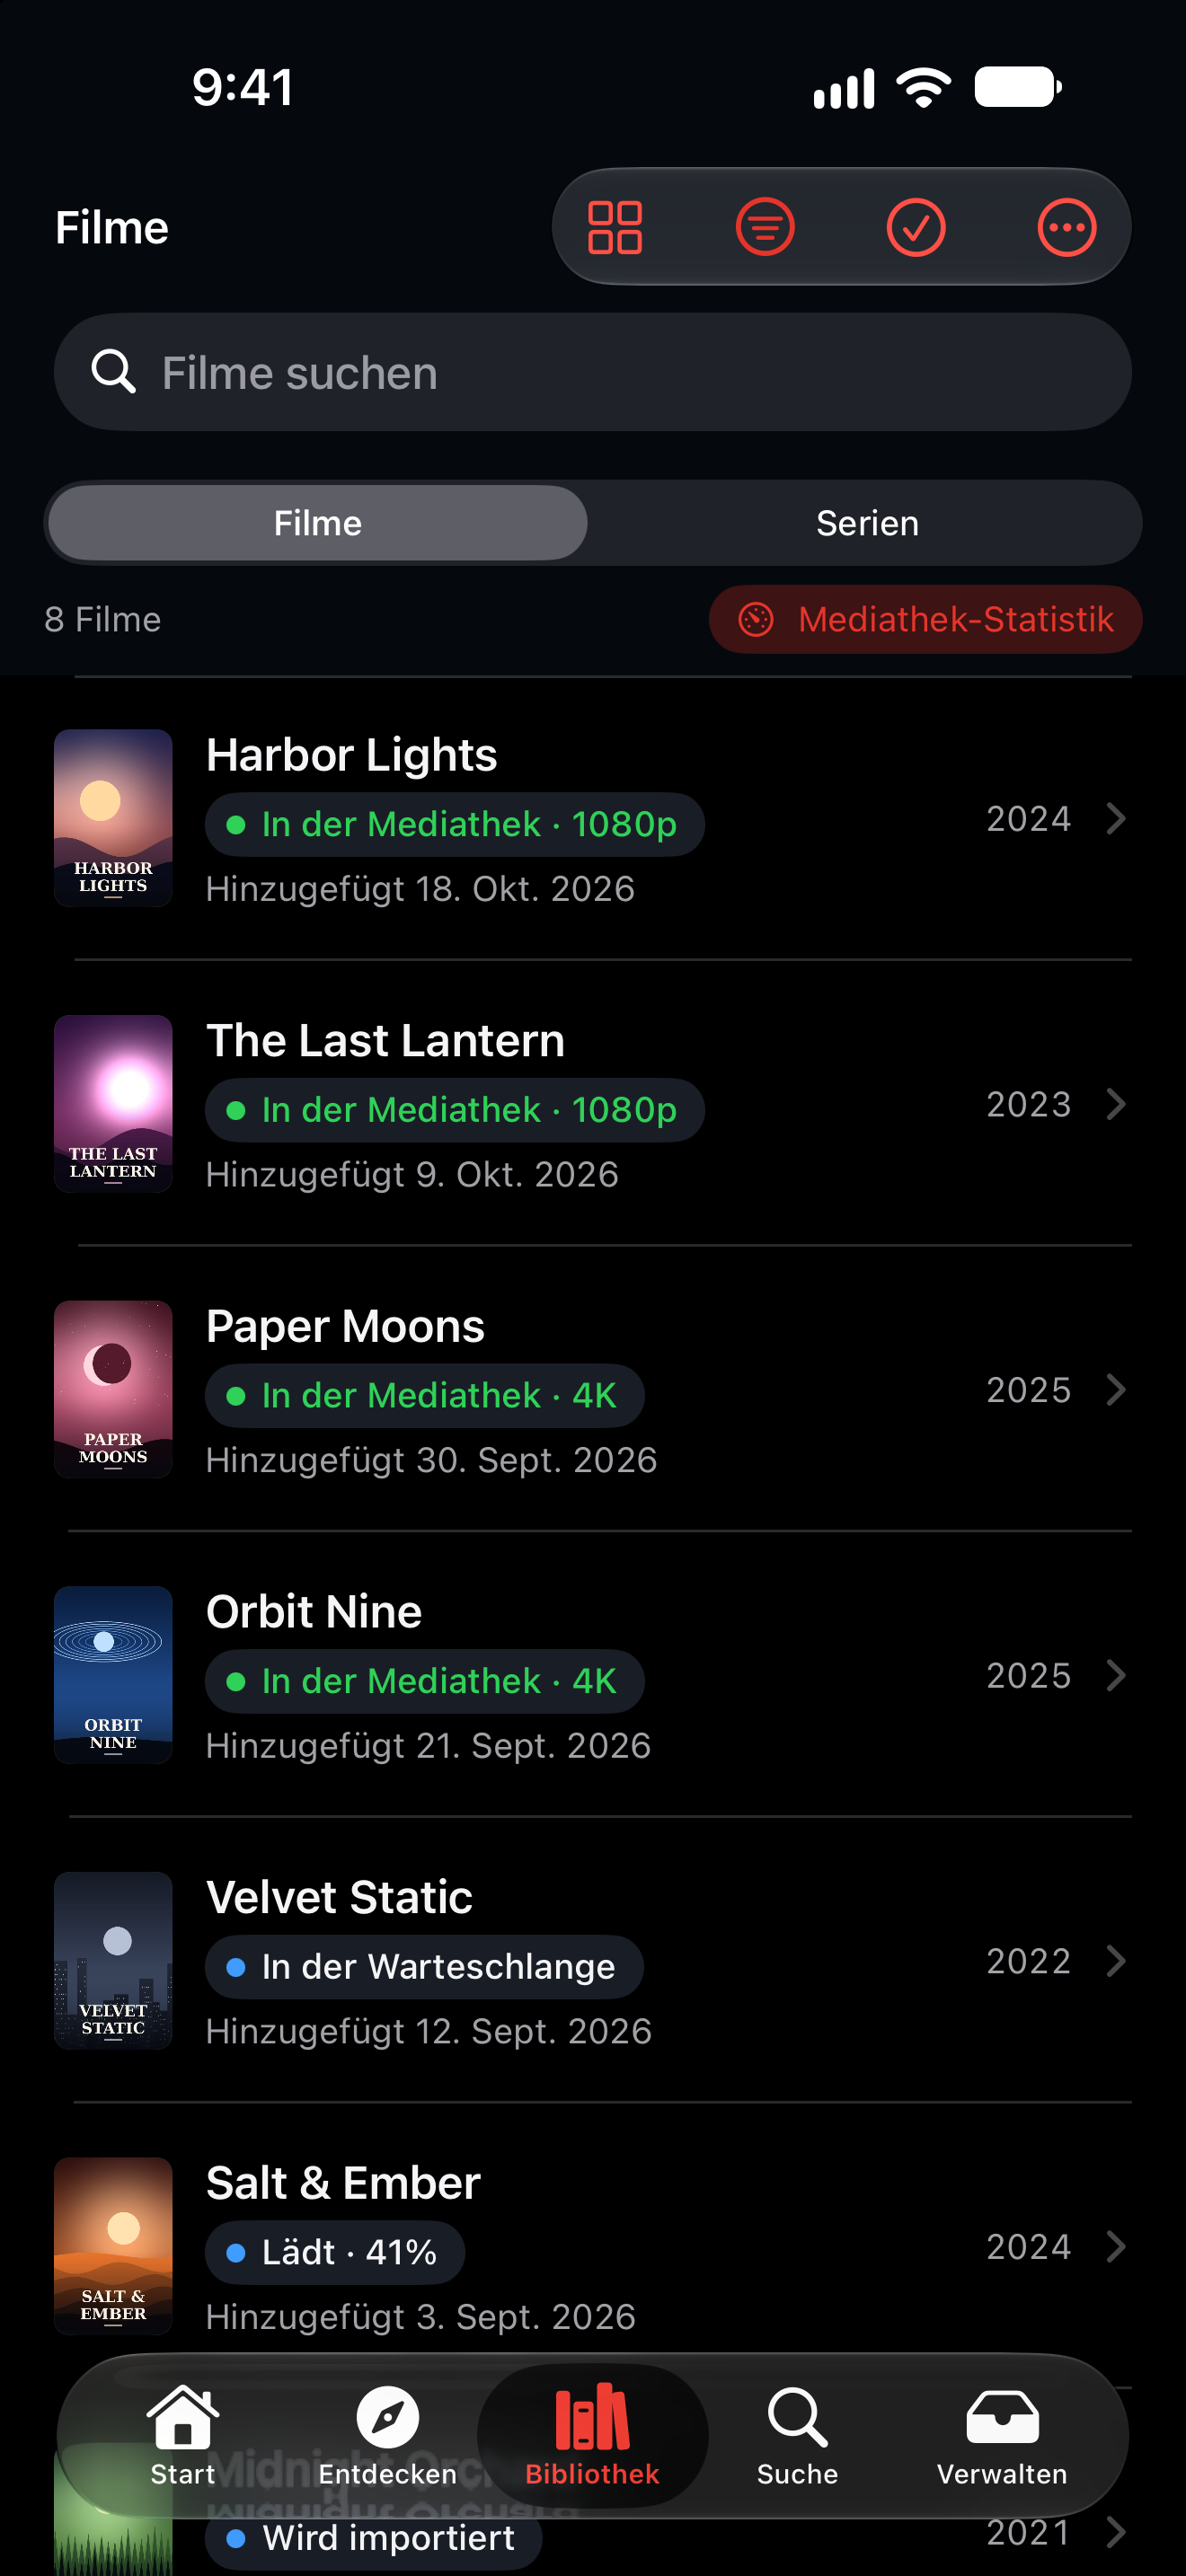 9:41
Filme
Filme suchen
Filme
Serien
8 Filme
Mediathek-Statistik
HARBOR
LIGHTS
Harbor Lights
In der Mediathek · 1080p
Hinzugefügt 18. Okt. 2026
2024
THE LAST
LANTERN
The Last Lantern
In der Mediathek · 1080p
Hinzugefügt 9. Okt. 2026
2023
PAPER
MOONS
Paper Moons
In der Mediathek · 4K
Hinzugefügt 30. Sept. 2026
2025
ORBIT
NINE
Orbit Nine
In der Mediathek · 4K
Hinzugefügt 21. Sept. 2026
2025
VELVET
STATIC
Velvet Static
In der Warteschlange
Hinzugefügt 12. Sept. 2026
2022
SALT &
EMBER
Salt & Ember
Lädt · 41%
Hinzugefügt 3. Sept. 2026
2024
Midnight
Start
Entdecken
Bibliothek
Suche
Verwalten
Wird importiert
2021